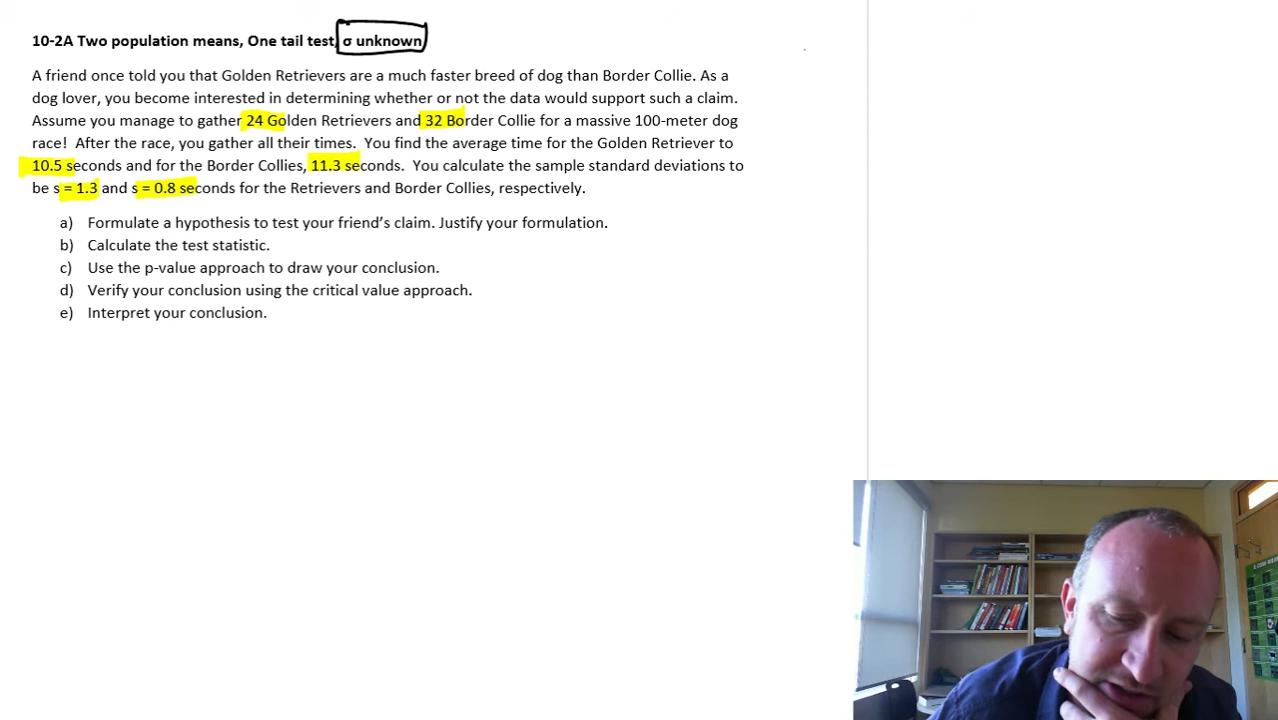 10-2A Two population means, One tail test, σ unknown
A friend once told you that Golden Retrievers are a much faster breed of dog than Border Collie. As a
dog lover, you become interested in determining whether or not the data would support such a claim.
Assume you manage to gather 24 Golden Retrievers and 32 Border Collie for a massive 100-meter dog
race! After the race, you gather all their times. You find the average time for the Golden Retriever to
10.5 seconds and for the Border Collies, 11.3 seconds. You calculate the sample standard deviations to
be s = 1.3 and s = 0.8 seconds for the Retrievers and Border Collies, respectively.
a) Formulate a hypothesis to test your friend's claim. Justify your formulation.
b) Calculate the test statistic.
c) Use the p-value approach to draw your conclusion.
d) Verify your conclusion using the critical value approach.
e) Interpret your conclusion.